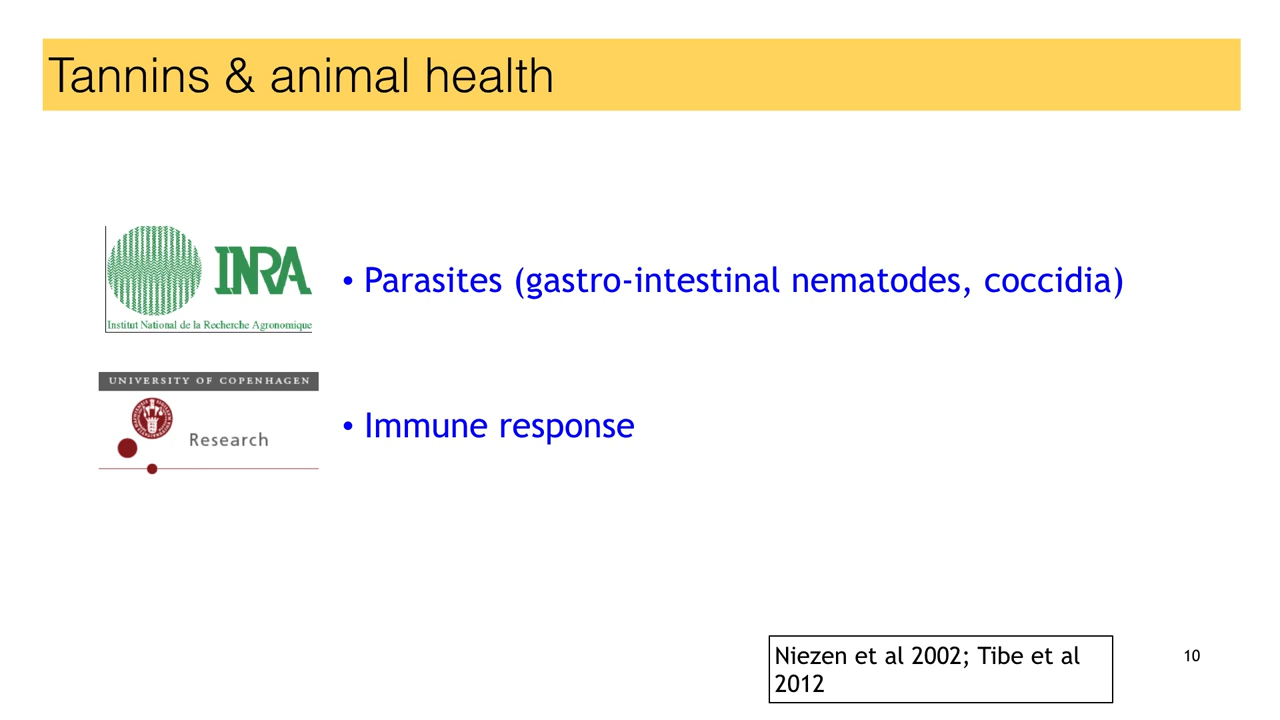 Tannins & animal health
INRA
Institut National de la Recherche Agronomique
• Parasites (gastro-intestinal nematodes, coccidia)
UNIVERSITY OF COPENHAGEN
Research
• Immune response
Niezen et al 2002; Tibe et al
2012
10